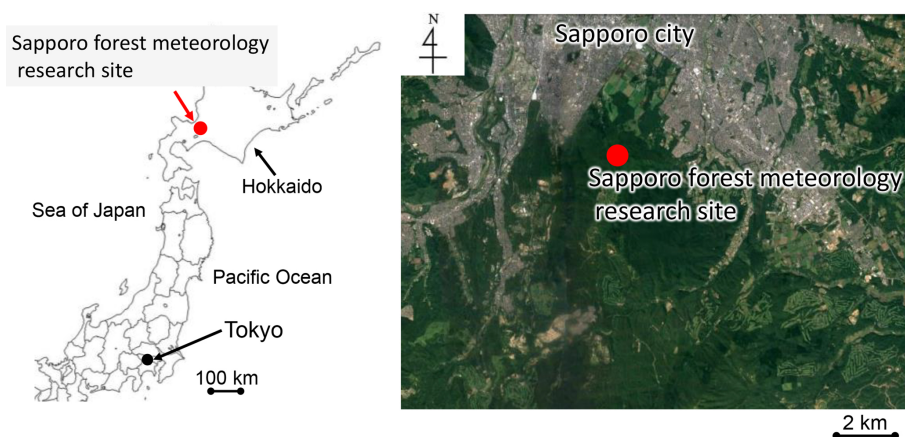 Sapporo forest meteorology
research site
Hokkaido
Sea of Japan
Pacific Ocean
Tokyo
100 km
N
Sapporo city
Sapporo forest meteorology
research site
2 km